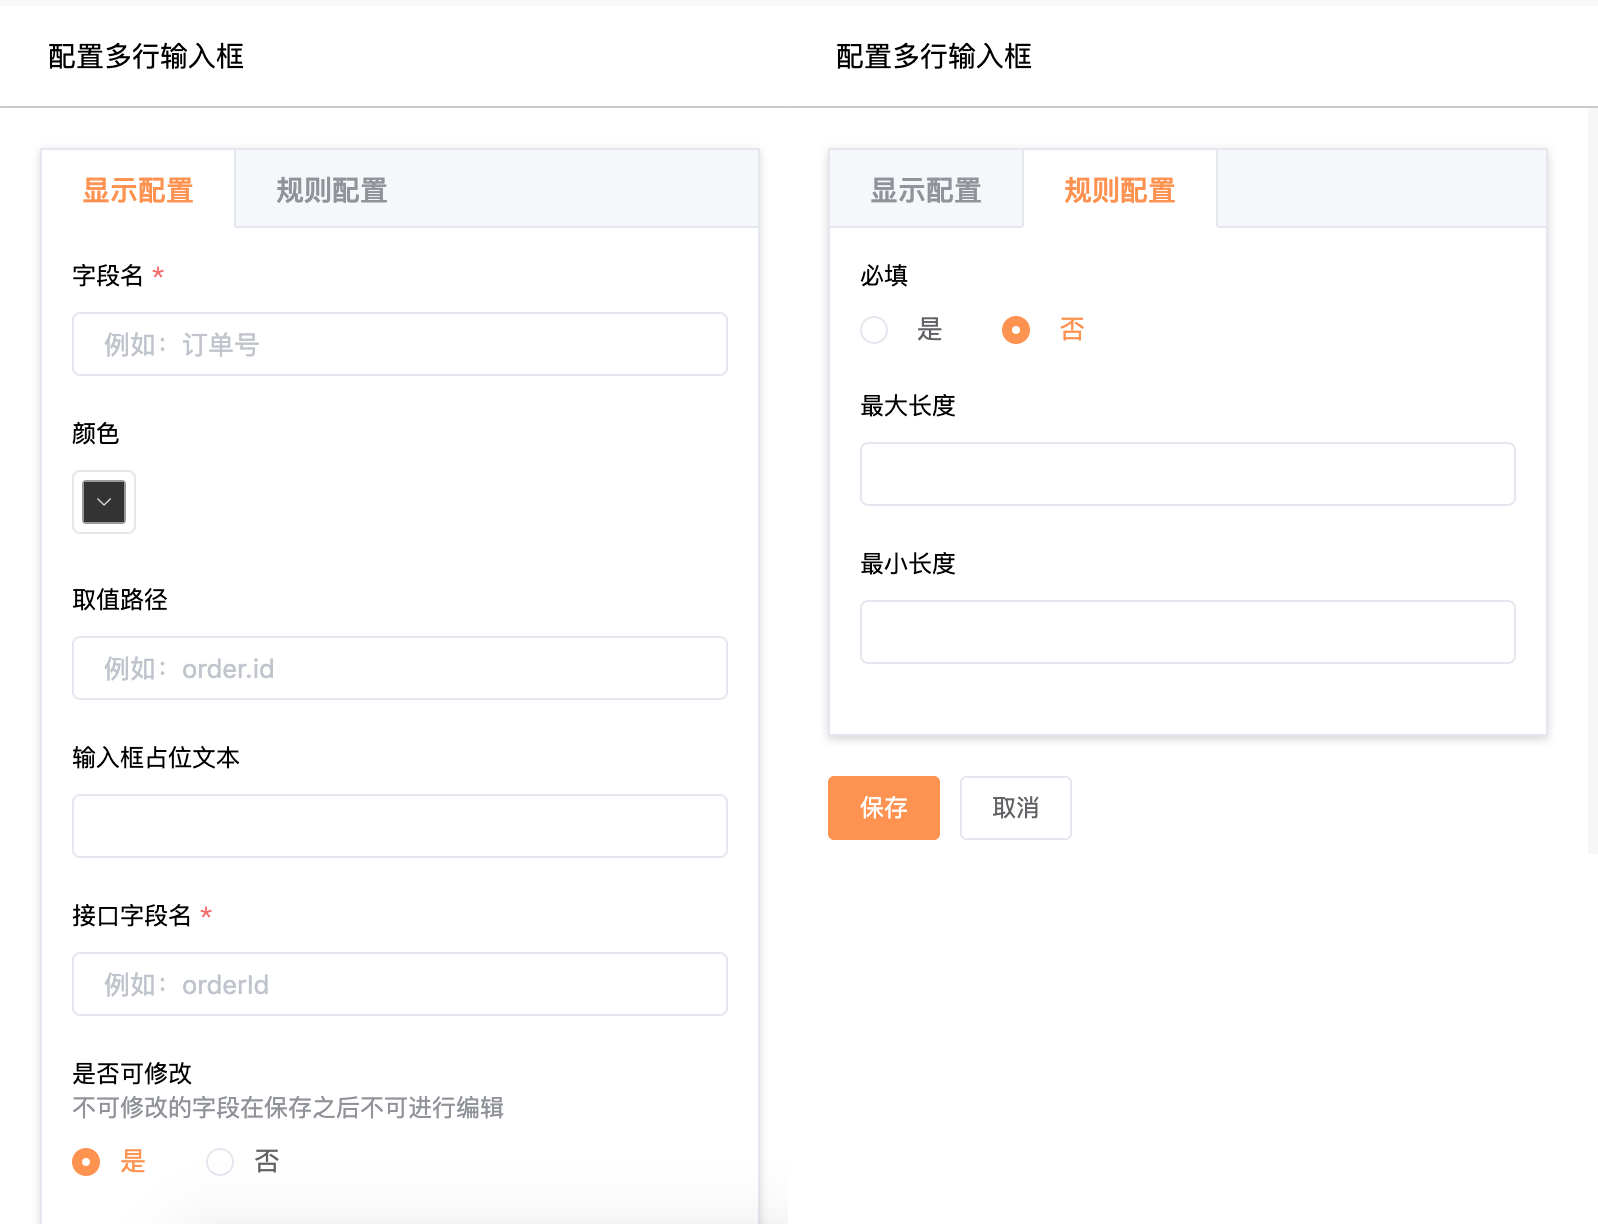 配置多行输入框
显示配置
规则配置
字段名 *
例如：订单号
颜色
取值路径
例如：order.id
输入框占位文本
接口字段名 *
例如：orderId
是否可修改
不可修改的字段在保存之后不可进行编辑
是
否
配置多行输入框
显示配置
规则配置
必填
是
否
最大长度
最小长度
保存
取消